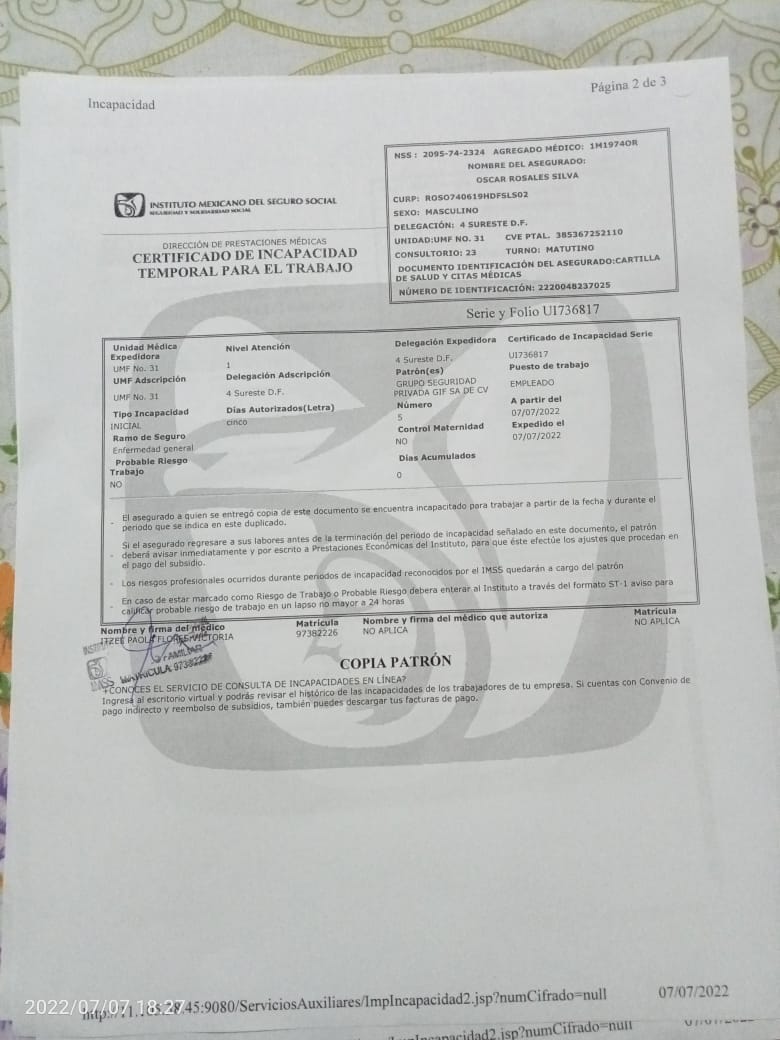 Incapacidad
Página 2 de 3
NSS : 2095-74-2324 AGREGADO MÉDICO: 1M1974OR
NOMBRE DEL ASEGURADO:
OSCAR ROSALES SILVA
CURP: ROSO740619HDFSLS02
SEXO: MASCULINO
DELEGACIÓN: 4 SURESTE D.F.
UNIDAD:UMF NO. 31 CVE PTAL. 385367252110
CONSULTORIO: 23 TURNO: MATUTINO
DOCUMENTO IDENTIFICACIÓN DEL ASEGURADO:CARTILLA
DE SALUD Y CITAS MÉDICAS
NÚMERO DE IDENTIFICACIÓN: 2220048237025
INSTITUTO MEXICANO DEL SEGURO SOCIAL
SEGURIDAD Y SOLIDARIDAD SOCIAL
DIRECCIÓN DE PRESTACIONES MÉDICAS
CERTIFICADO DE INCAPACIDAD
TEMPORAL PARA EL TRABAJO
Serie y Folio UI736817
Unidad Médica Expedidora
UMF No. 31
Nivel Atención
1
Delegación Expedidora
4 Sureste D.F.
Certificado de Incapacidad Serie
UI736817
UMF Adscripción
UMF No. 31
Delegación Adscripción
4 Sureste D.F.
Patrón(es)
GRUPO SEGURIDAD
PRIVADA GIF SA DE CV
Puesto de trabajo
EMPLEADO
Tipo Incapacidad
INICIAL
Días Autorizados(Letra)
cinco
Número
5
A partir del
07/07/2022
Ramo de Seguro
Enfermedad general
Control Maternidad
NO
Expedido el
07/07/2022
Probable Riesgo
Trabajo
NO
Días Acumulados
0
- El asegurado a quien se entregó copia de este documento se encuentra incapacitado para trabajar a partir de la fecha y durante el
periodo que se indica en este duplicado.
- Si el asegurado regresare a sus labores antes de la terminación del periodo de incapacidad señalado en este documento, el patrón
deberá avisar inmediatamente y por escrito a Prestaciones Económicas del Instituto, para que éste efectúe los ajustes que procedan en
el pago del subsidio.
- Los riesgos profesionales ocurridos durante periodos de incapacidad reconocidos por el IMSS quedarán a cargo del patrón
- En caso de estar marcado como Riesgo de Trabajo o Probable Riesgo debera enterar al Instituto a través del formato ST-1 aviso para
calificar probable riesgo de trabajo en un lapso no mayor a 24 horas
Nombre y firma del médico
ITZEL PAOLA FLORES VICTORIA
Matrícula
97382226
Nombre y firma del médico que autoriza
NO APLICA
Matrícula
NO APLICA
FAMILIAR
IMSS MATRICULA: 97382226
COPIA PATRÓN
¿CONOCES EL SERVICIO DE CONSULTA DE INCAPACIDADES EN LÍNEA?
Ingresa al escritorio virtual y podrás revisar el histórico de las incapacidades de los trabajadores de tu empresa. Si cuentas con Convenio de
pago indirecto y reembolso de subsidios, también puedes descargar tus facturas de pago.
2022/07/07 18:27
28.45:9080/ServiciosAuxiliares/ImpIncapacidad2.jsp?numCifrado=null
07/07/2022
Incapacidad2.jsp?numCifrado=null